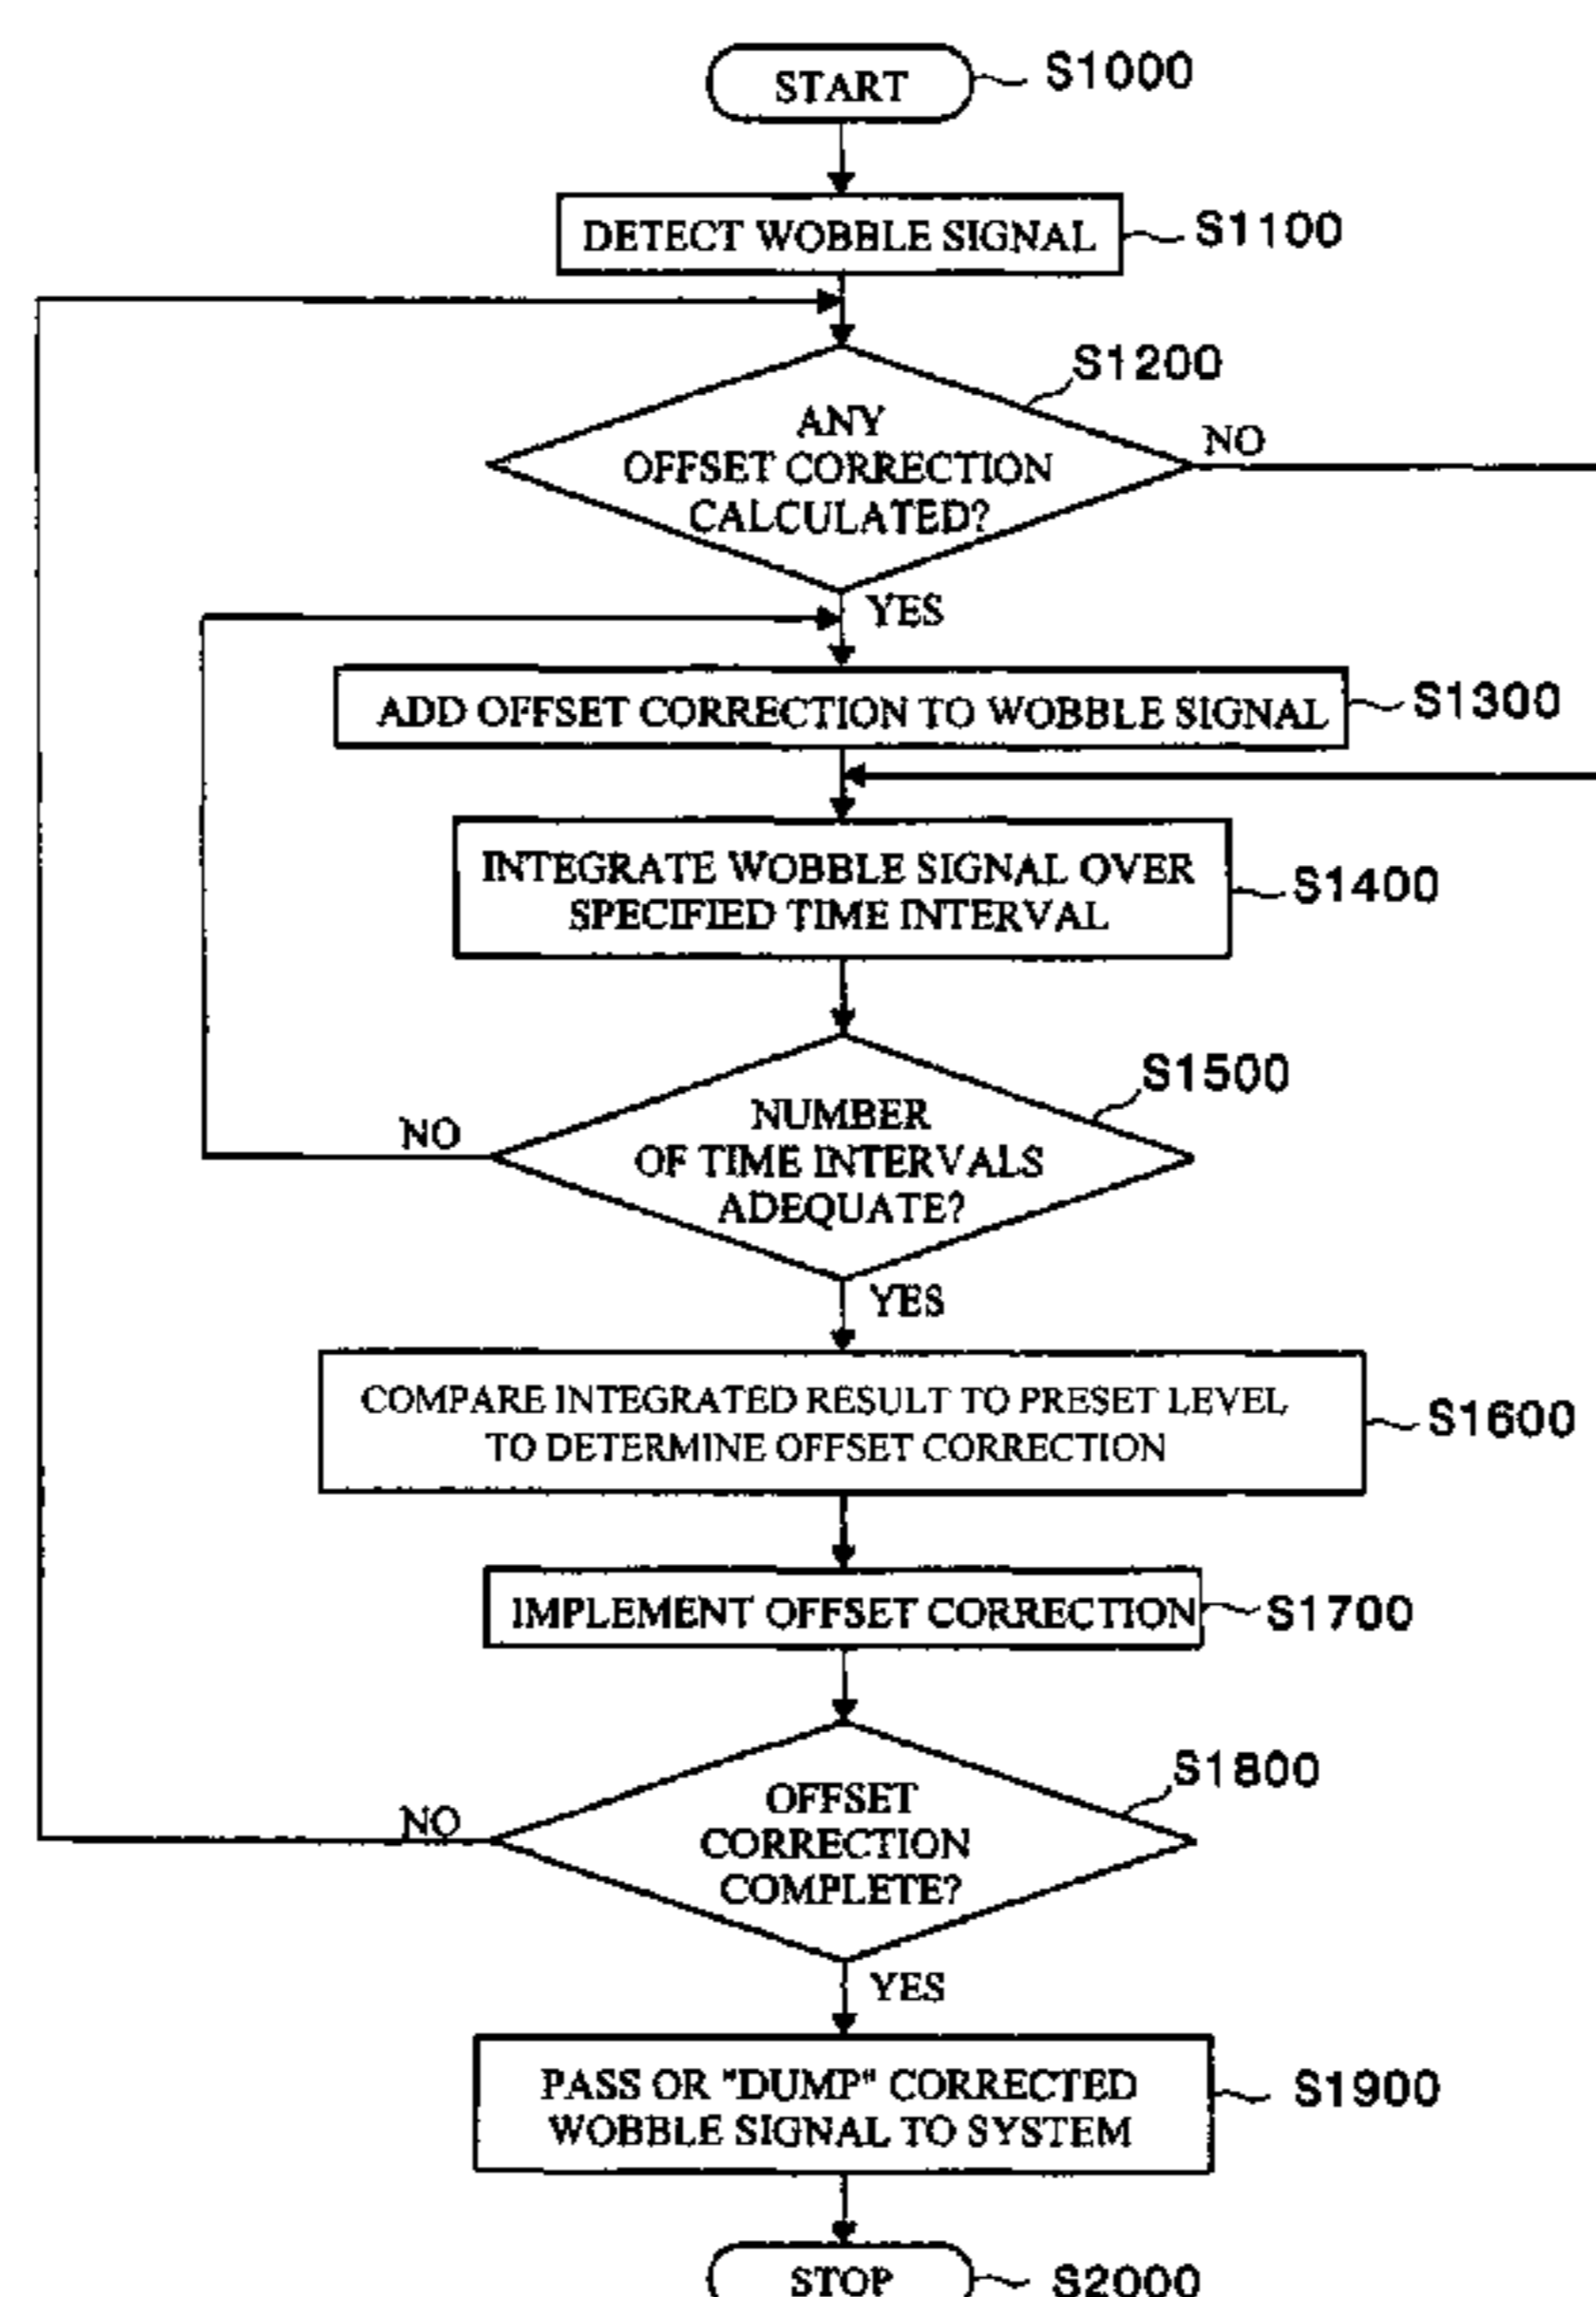 START
S1000
DETECT WOBBLE SIGNAL
S1100
S1200
ANY
OFFSET CORRECTION
CALCULATED?
NO
YES
ADD OFFSET CORRECTION TO WOBBLE SIGNAL
S1300
INTEGRATE WOBBLE SIGNAL OVER
SPECIFIED TIME INTERVAL
S1400
S1500
NUMBER
OF TIME INTERVALS
ADEQUATE?
NO
YES
COMPARE INTEGRATED RESULT TO PRESET LEVEL
TO DETERMINE OFFSET CORRECTION
S1600
IMPLEMENT OFFSET CORRECTION
S1700
S1800
OFFSET
CORRECTION
COMPLETE?
NO
YES
PASS OR "DUMP" CORRECTED
WOBBLE SIGNAL TO SYSTEM
S1900
STOP
S2000